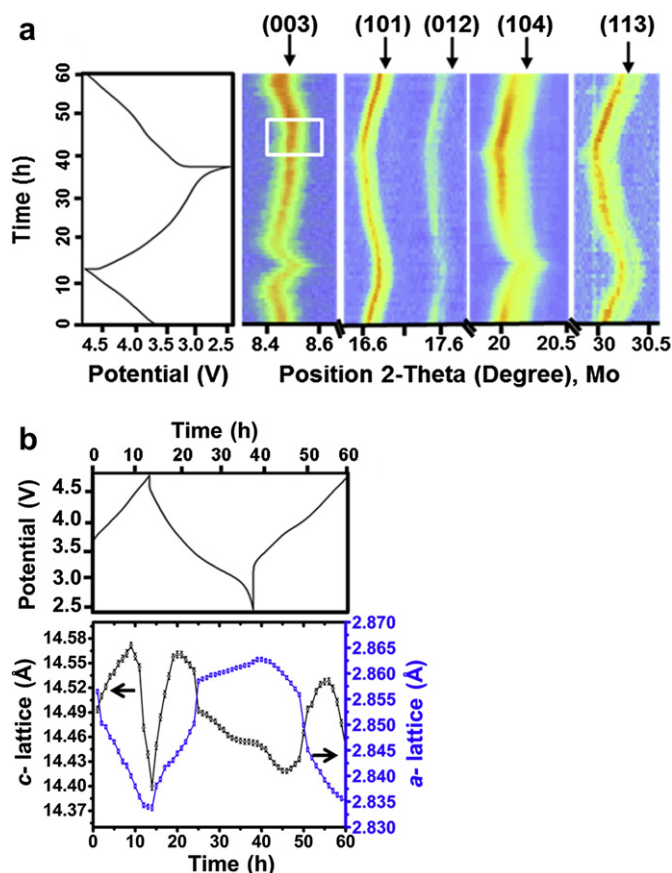 a
(003) (101) (012) (104) (113)
60
50
40
30
20
10
0
Time (h)
4.5 4.0 3.5 3.0 2.5
8.4 8.6 16.6 17.6 20 20.5 30 30.5
Potential (V) Position 2-Theta (Degree), Mo
b
Time (h)
0 10 20 30 40 50 60
4.5
4.0
3.5
3.0
2.5
Potential (V)
14.58
14.55
14.52
14.49
14.46
14.43
14.40
14.37
c- lattice (Å)
2.870
2.865
2.860
2.855
2.850
2.845
2.840
2.835
2.830
a- lattice (Å)
0 10 20 30 40 50 60
Time (h)